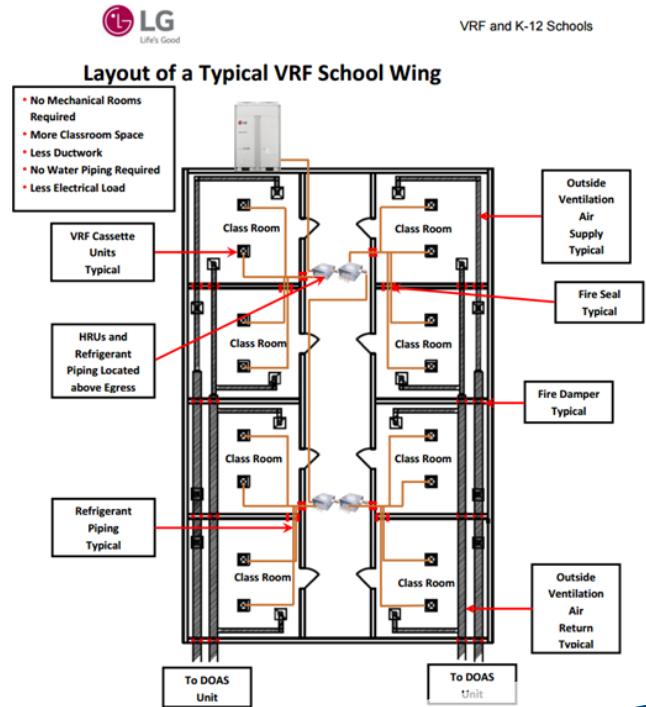 LG
Life's Good
VRF and K-12 Schools
Layout of a Typical VRF School Wing
• No Mechanical Rooms
Required
• More Classroom Space
• Less Ductwork
• No Water Piping Required
• Less Electrical Load
VRF Cassette
Units
Typical
HRUs and
Refrigerant
Piping Located
above Egress
Refrigerant
Piping
Typical
To DOAS
Unit
Class Room
Class Room
Class Room
Class Room
Class Room
Class Room
Class Room
Class Room
Outside
Ventilation
Air
Supply
Typical
Fire Seal
Typical
Fire Damper
Typical
Outside
Ventilation
Air
Return
Typical
To DOAS
Unit